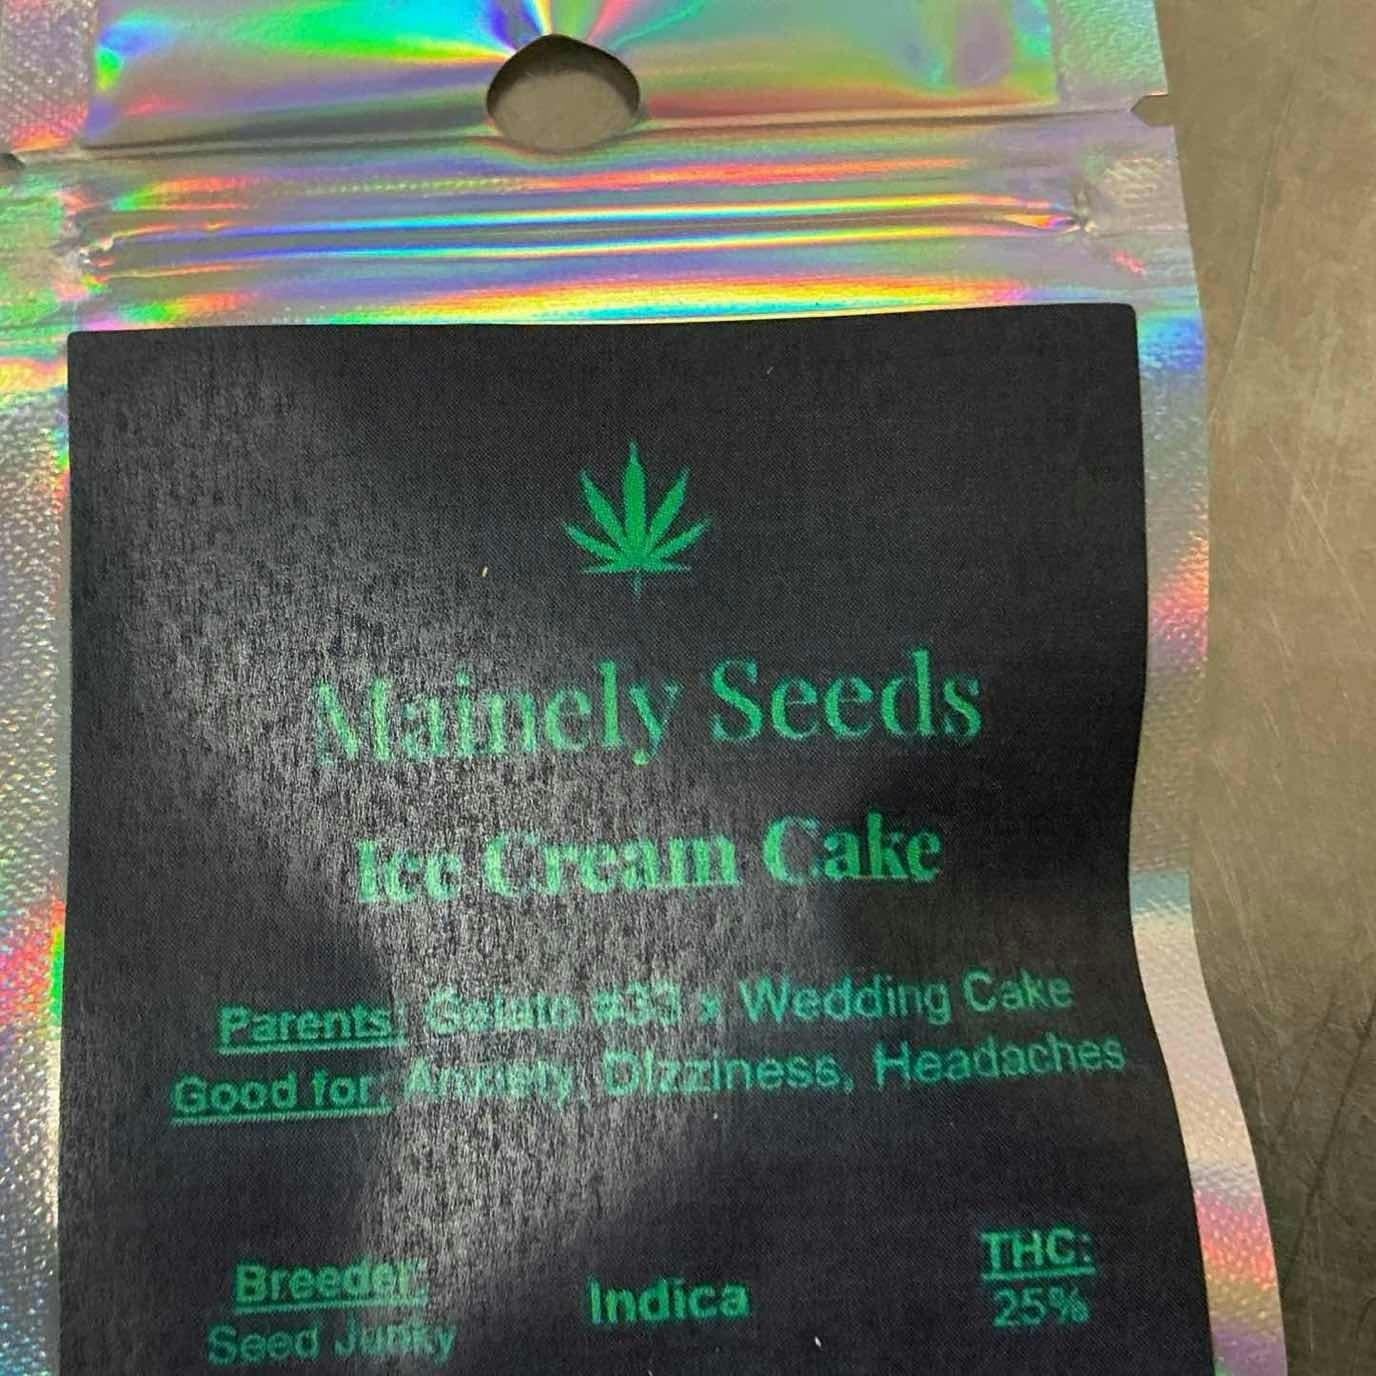 Mainely Seeds
Ice Cream Cake
Parents: Gelato #33 x Wedding Cake
Good for: Anxiety, DIzziness, Headaches
Breeder:
Seed Junky
Indica
THC:
25%